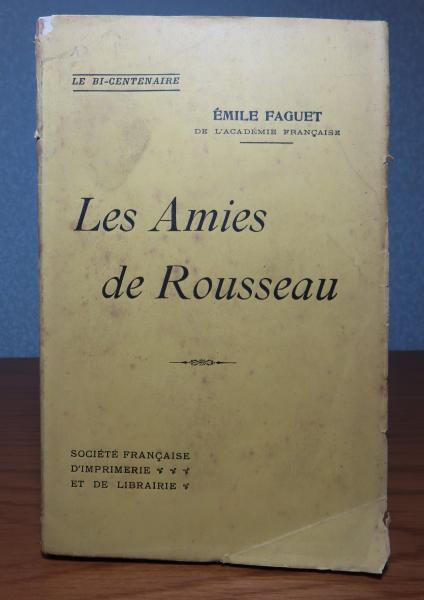 LE BI-CENTENAIRE
ÉMILE FAGUET
DE L'ACADÉMIE FRANÇAISE
Les Amies
de Rousseau
SOCIÉTÉ FRANÇAISE
D'IMPRIMERIE
ET DE LIBRAIRIE